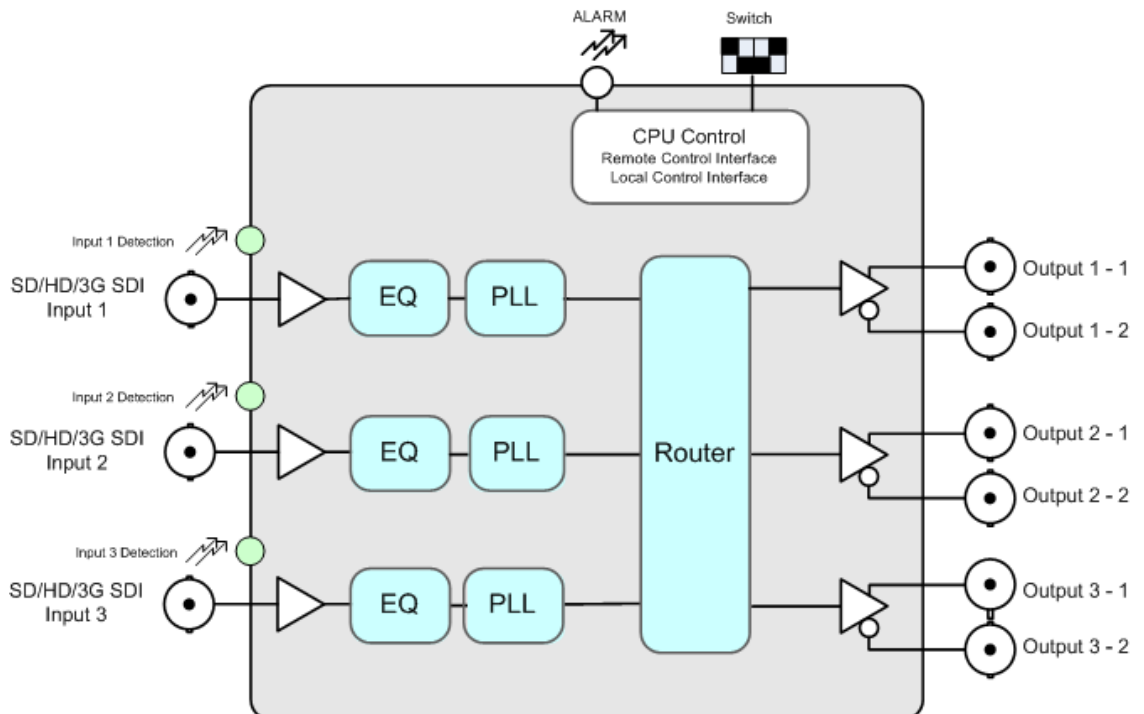 ALARM
Switch
CPU Control
Remote Control Interface
Local Control Interface
Input 1 Detection
SD/HD/3G SDI
Input 1
EQ
PLL
Output 1 - 1
Output 1 - 2
Input 2 Detection
SD/HD/3G SDI
Input 2
EQ
PLL
Router
Output 2 - 1
Output 2 - 2
Input 3 Detection
SD/HD/3G SDI
Input 3
EQ
PLL
Output 3 - 1
Output 3 - 2